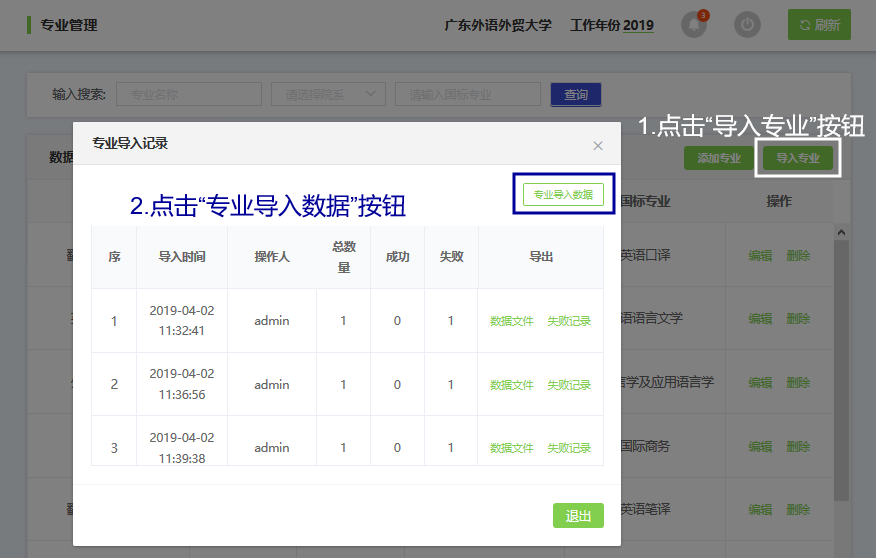 专业管理
广东外语外贸大学 工作年份 2019
3
刷新
输入搜索: 专业名称 请选择院系 请输入国标专业 查询
1.点击“导入专业”按钮
数据
添加专业 导入专业
专业导入记录
×
2.点击“专业导入数据”按钮
专业导入数据
国标专业 操作
序 导入时间 操作人 总数量 成功 失败 导出
英语口译 编辑 删除
1 2019-04-02 11:32:41 admin 1 0 1 数据文件 失败记录
语语言文学 编辑 删除
2 2019-04-02 11:36:56 admin 1 0 1 数据文件 失败记录
言学及应用语言学 编辑 删除
3 2019-04-02 11:39:38 admin 1 0 1 数据文件 失败记录
国际商务 编辑 删除
英语笔译 编辑 删除
退出